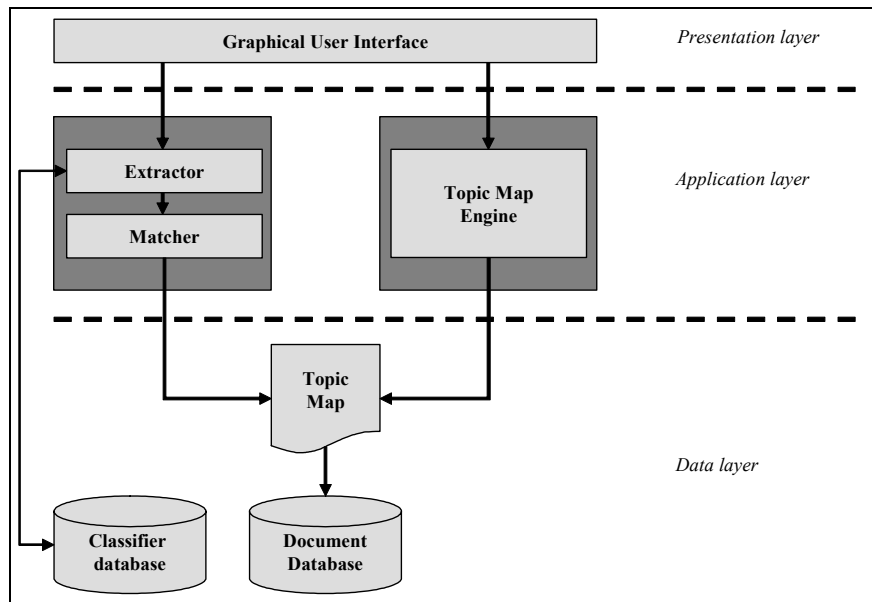 Graphical User Interface
Presentation layer
Extractor
Matcher
Topic Map
Engine
Application layer
Topic
Map
Data layer
Classifier
database
Document
Database